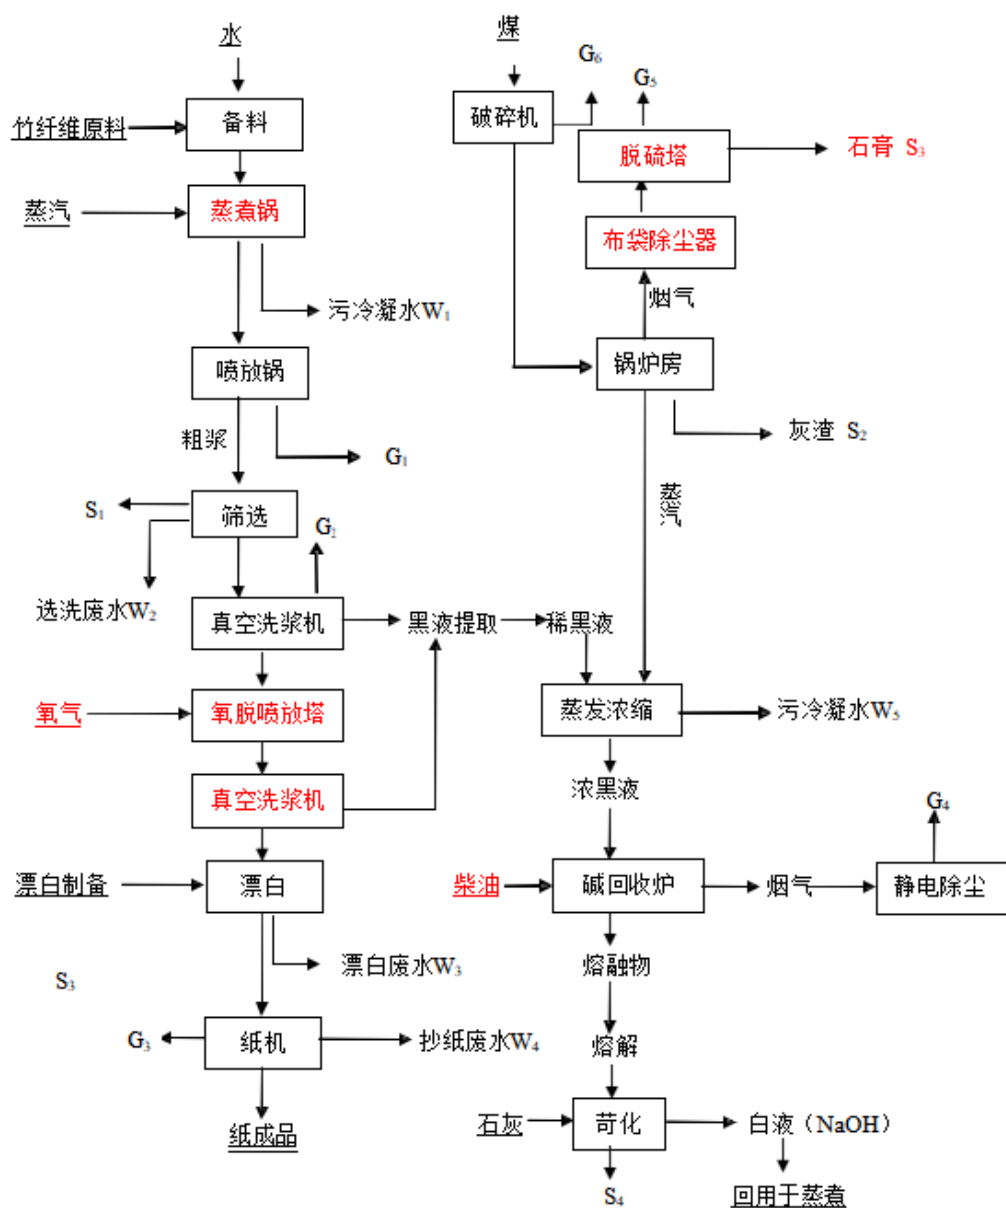 水
煤
G₆
G₅
竹纤维原料
备料
破碎机
脱硫塔
石膏 S₃
蒸汽
蒸煮锅
布袋除尘器
烟气
污冷凝水W₁
喷放锅
锅炉房
粗浆
G₁
灰渣 S₂
S₁
筛选
G₂
蒸汽
选洗废水W₂
真空洗浆机
黑液提取
稀黑液
氧气
氧脱喷放塔
蒸发浓缩
污冷凝水W₅
真空洗浆机
浓黑液
G₄
漂白制备
漂白
柴油
碱回收炉
烟气
静电除尘
漂白废水W₃
熔融物
S₃
G₃
纸机
抄纸废水W₄
熔解
纸成品
石灰
苛化
白液（NaOH）
S₄
回用于蒸煮